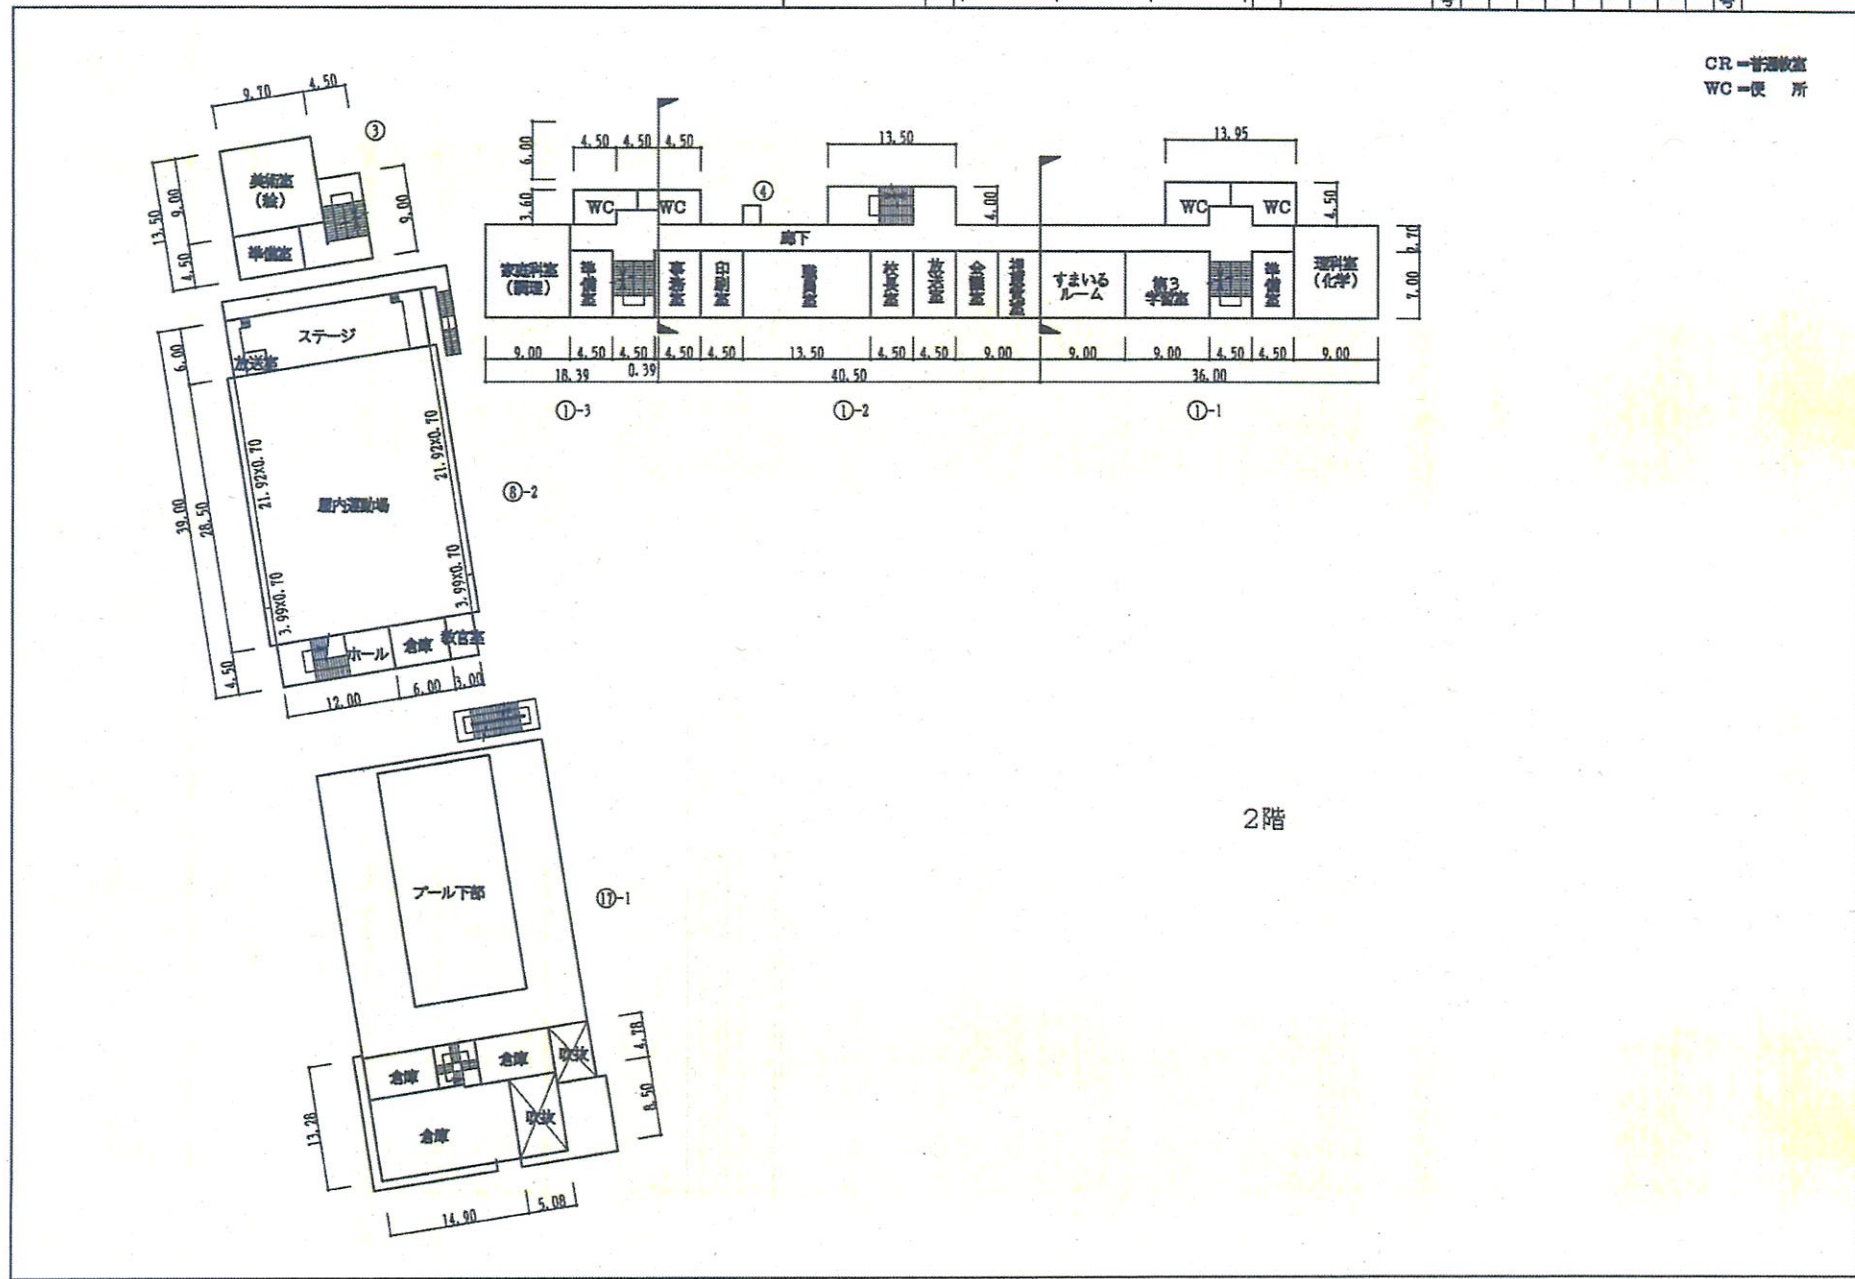 CR=普通教室
WC=便　所
9.70
4.50
③
13.50
9.00
4.50
9.00
美術室
(絵)
準備室
6.00
3.60
4.50
4.50
4.50
④
13.50
4.00
13.95
4.50
2.70
7.00
WC
WC
WC
WC
廊下
家庭科室
(調理)
準備室
事務室
印刷室
職員室
校長室
放送室
会議室
すまいる
ルーム
第3
学習室
準備室
理科室
(化学)
9.00
4.50
4.50
4.50
4.50
13.50
4.50
4.50
9.00
9.00
9.00
4.50
4.50
9.00
18.39
0.39
40.50
36.00
①-3
①-2
①-1
ステージ
放送室
6.00
39.00
28.50
4.50
21.92X0.70
21.92X0.70
屋内運動場
3.99X0.70
3.99X0.70
⑧-2
ホール
倉庫
教官室
12.00
6.00
3.00
2階
プール下部
⑰-1
倉庫
倉庫
吹抜
倉庫
吹抜
4.78
8.50
13.28
14.90
5.08